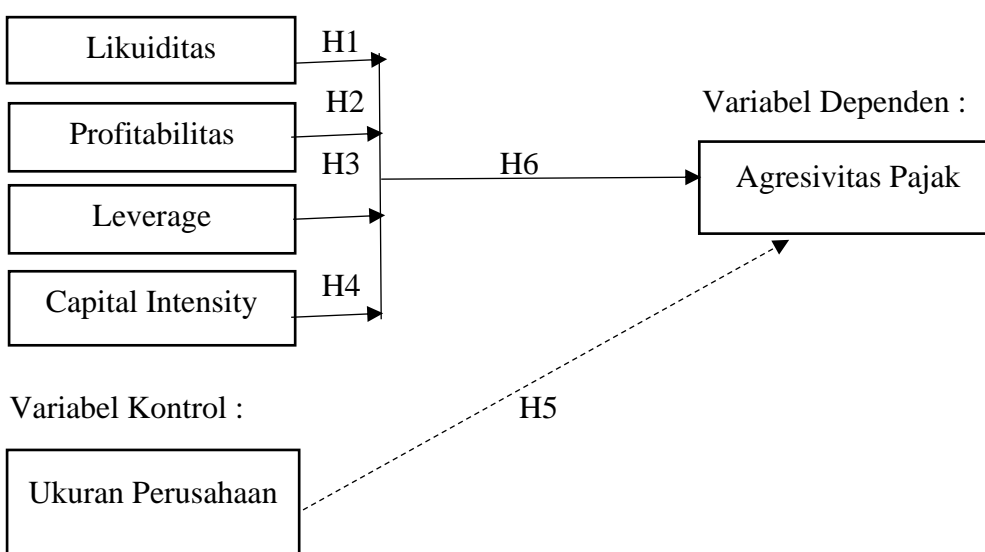 Likuiditas
H1
Profitabilitas
H2
Leverage
H3
Capital Intensity
H4
H6
Variabel Dependen :
Agresivitas Pajak
Variabel Kontrol :
Ukuran Perusahaan
H5